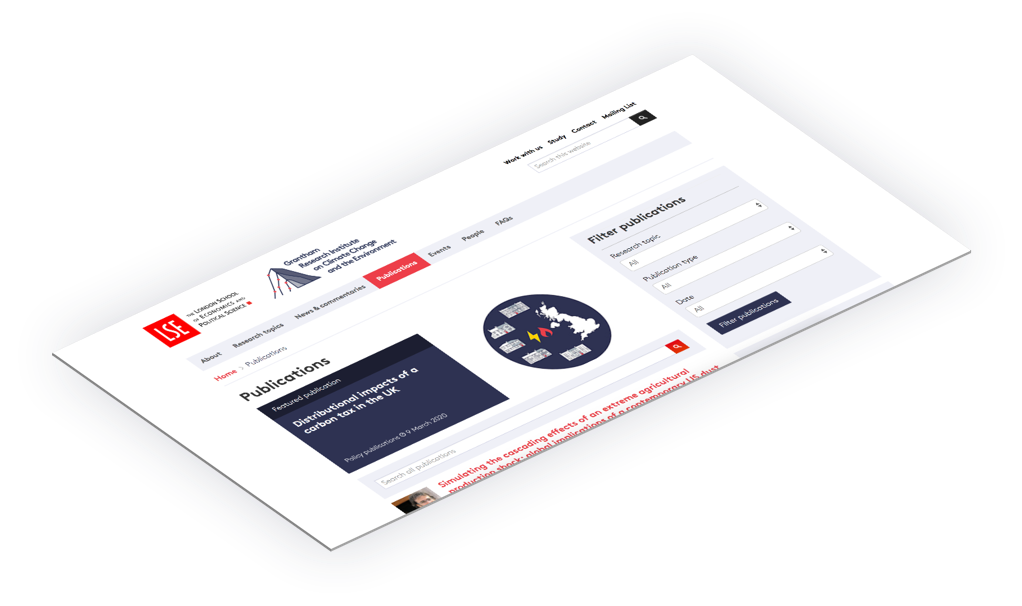 Work with us Study Contact Mailing List
Search this website
LSE
THE LONDON SCHOOL
OF ECONOMICS AND
POLITICAL SCIENCE
Grantham
Research Institute
on Climate Change
and the Environment
About Research topics News & commentaries Publications Events People FAQs
Home > Publications
Publications
Featured publication
Distributional impacts of a
carbon tax in the UK
Policy publications 9 March 2020
Search all publications
Simulating the cascading effects of an extreme agricultural
production shock: global implications of a contemporary US dust
Filter publications
Research topic
All
Publication type
All
Date
All
Filter publications